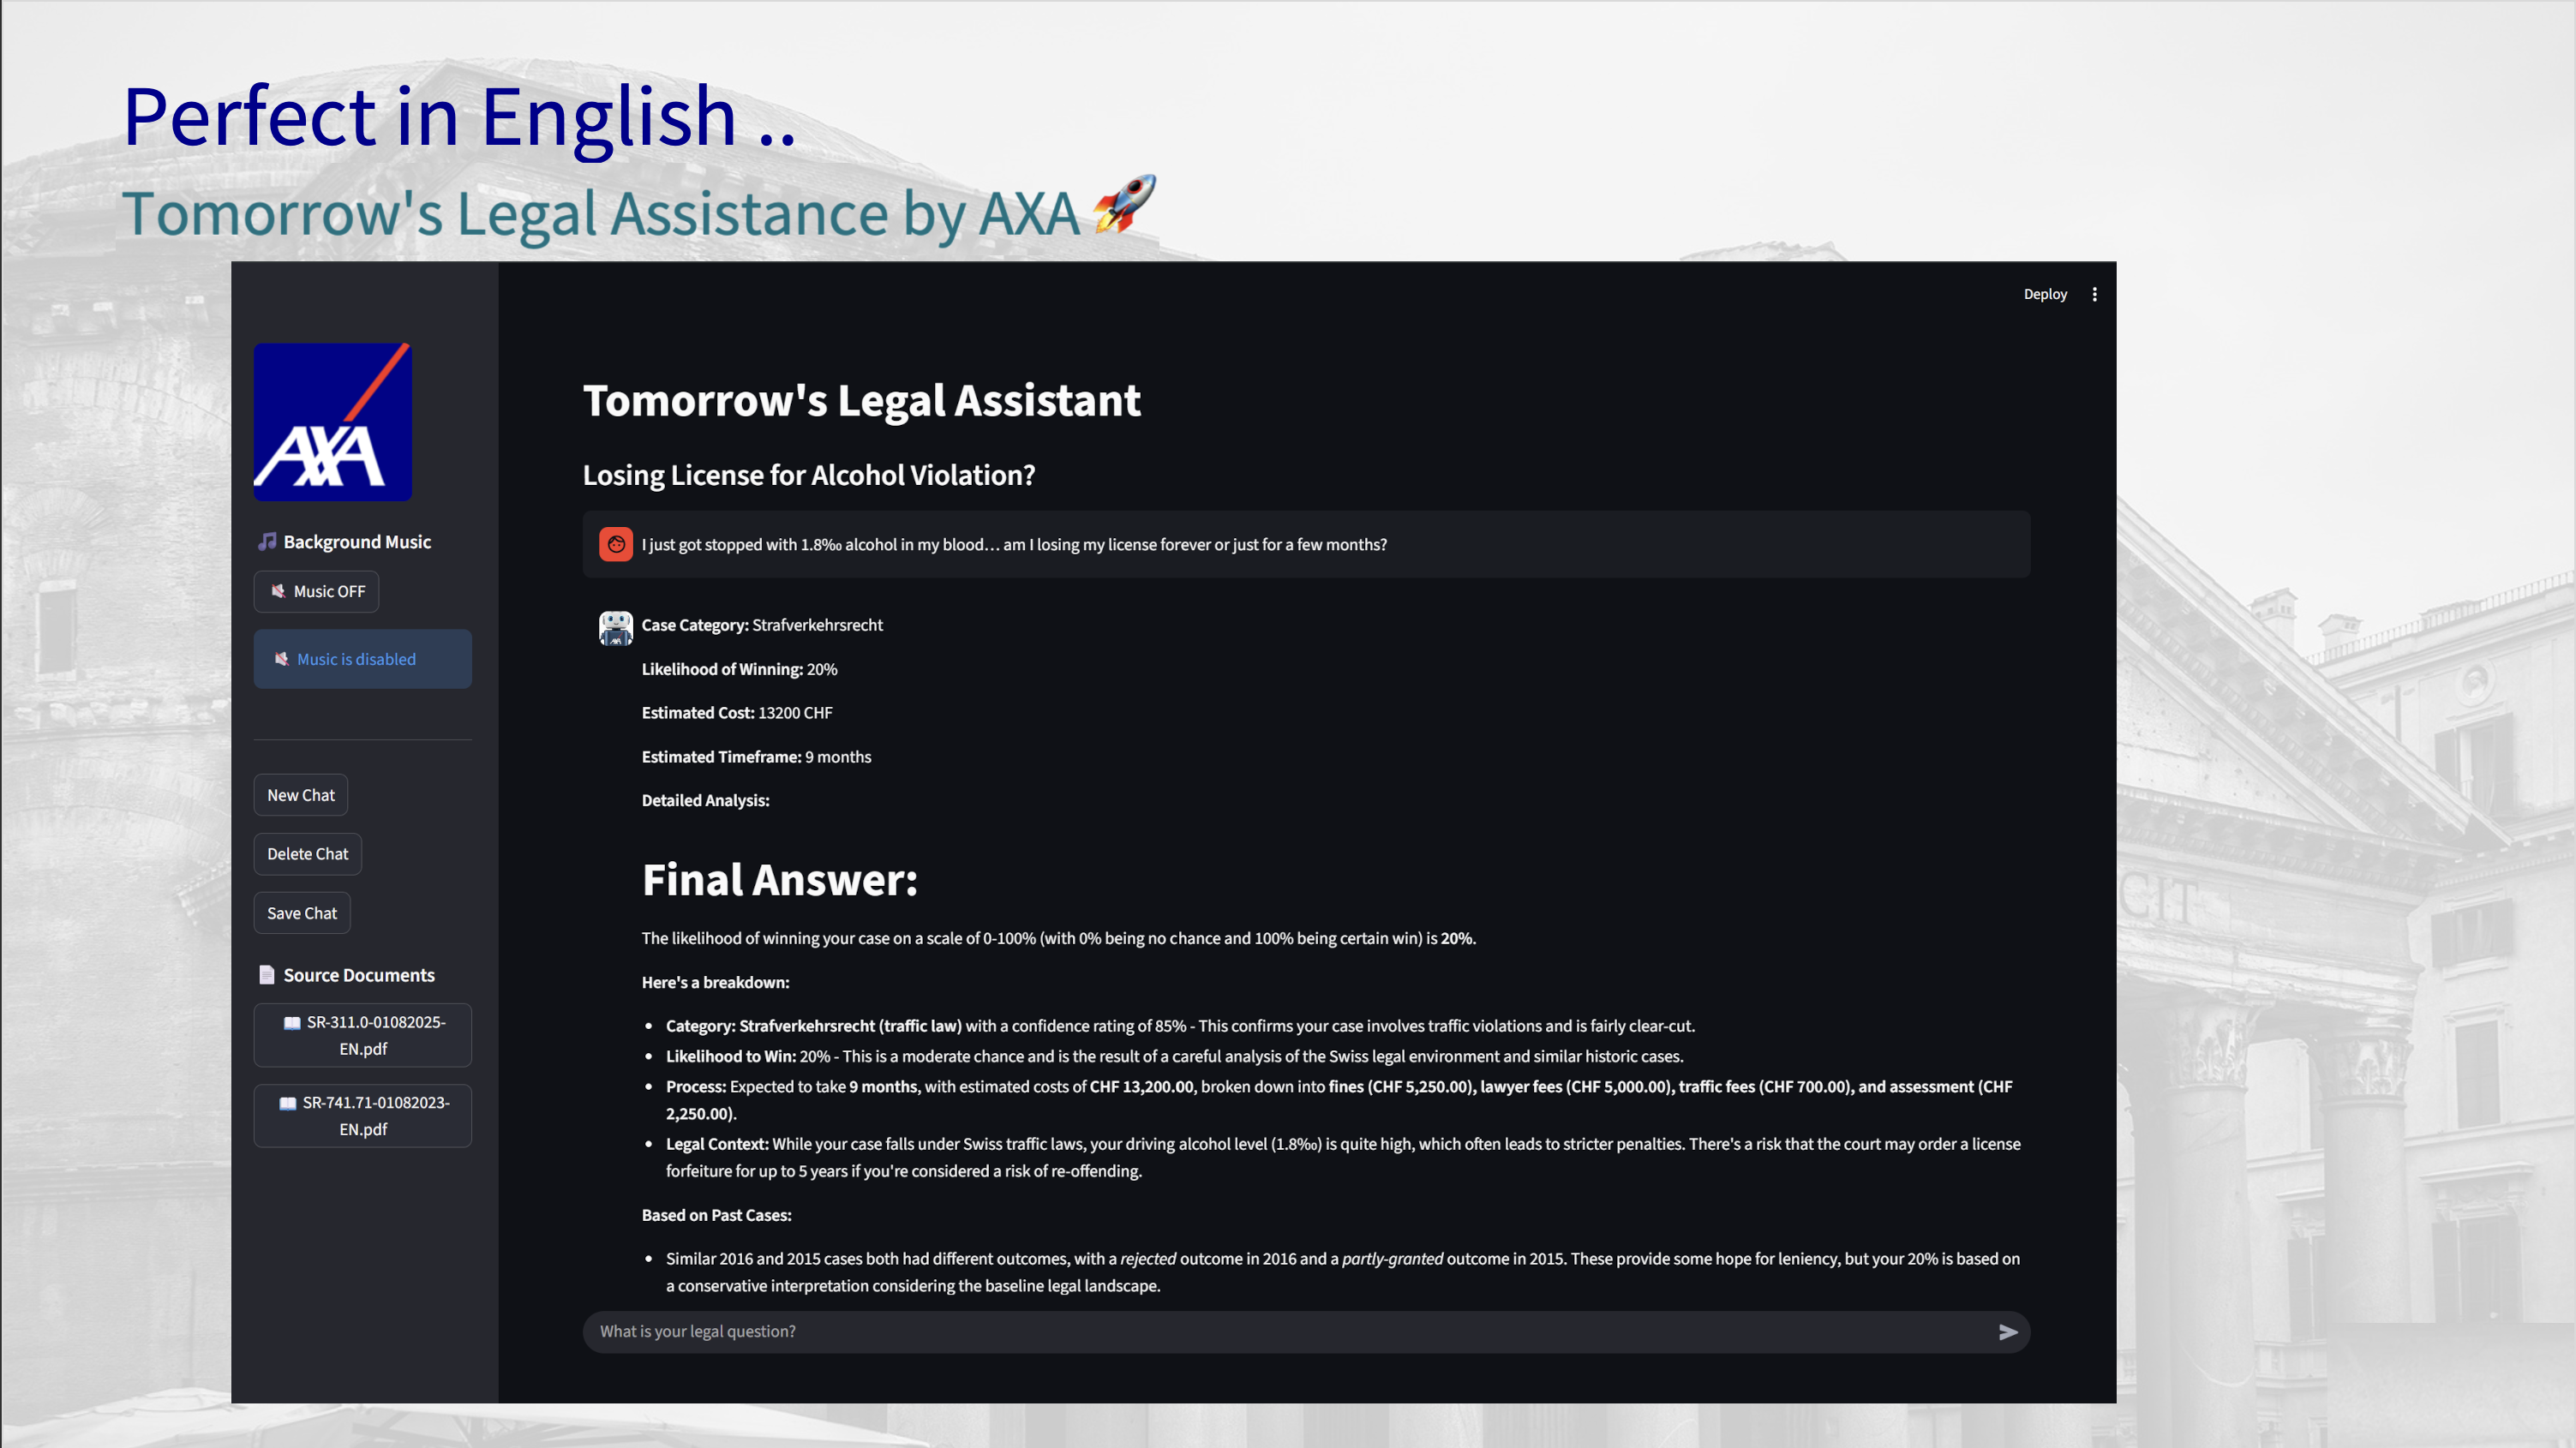 Perfect in English ..
Tomorrow's Legal Assistance by AXA 🚀
Deploy
AXA
🎵 Background Music
Music OFF
Music is disabled
New Chat
Delete Chat
Save Chat
📄 Source Documents
📖 SR-311.0-01082025-
EN.pdf
📖 SR-741.71-01082023-
EN.pdf
Tomorrow's Legal Assistant
Losing License for Alcohol Violation?
I just got stopped with 1.8‰ alcohol in my blood… am I losing my license forever or just for a few months?
Case Category: Strafverkehrsrecht
Likelihood of Winning: 20%
Estimated Cost: 13200 CHF
Estimated Timeframe: 9 months
Detailed Analysis:
Final Answer:
The likelihood of winning your case on a scale of 0-100% (with 0% being no chance and 100% being certain win) is 20%.
Here's a breakdown:
• Category: Strafverkehrsrecht (traffic law) with a confidence rating of 85% - This confirms your case involves traffic violations and is fairly clear-cut.
• Likelihood to Win: 20% - This is a moderate chance and is the result of a careful analysis of the Swiss legal environment and similar historic cases.
• Process: Expected to take 9 months, with estimated costs of CHF 13,200.00, broken down into fines (CHF 5,250.00), lawyer fees (CHF 5,000.00), traffic fees (CHF 700.00), and assessment (CHF
2,250.00).
• Legal Context: While your case falls under Swiss traffic laws, your driving alcohol level (1.8‰) is quite high, which often leads to stricter penalties. There's a risk that the court may order a license
forfeiture for up to 5 years if you're considered a risk of re-offending.
Based on Past Cases:
• Similar 2016 and 2015 cases both had different outcomes, with a rejected outcome in 2016 and a partly-granted outcome in 2015. These provide some hope for leniency, but your 20% is based on
a conservative interpretation considering the baseline legal landscape.
What is your legal question?
CIT